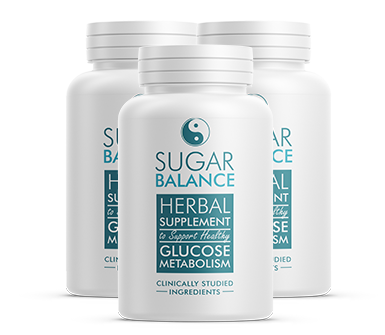 SUGAR
BALANCE
HERBAL
SUPPLEMENT
to Support Healthy
GLUCOSE
METABOLISM
CLINICALLY STUDIED
INGREDIENTS